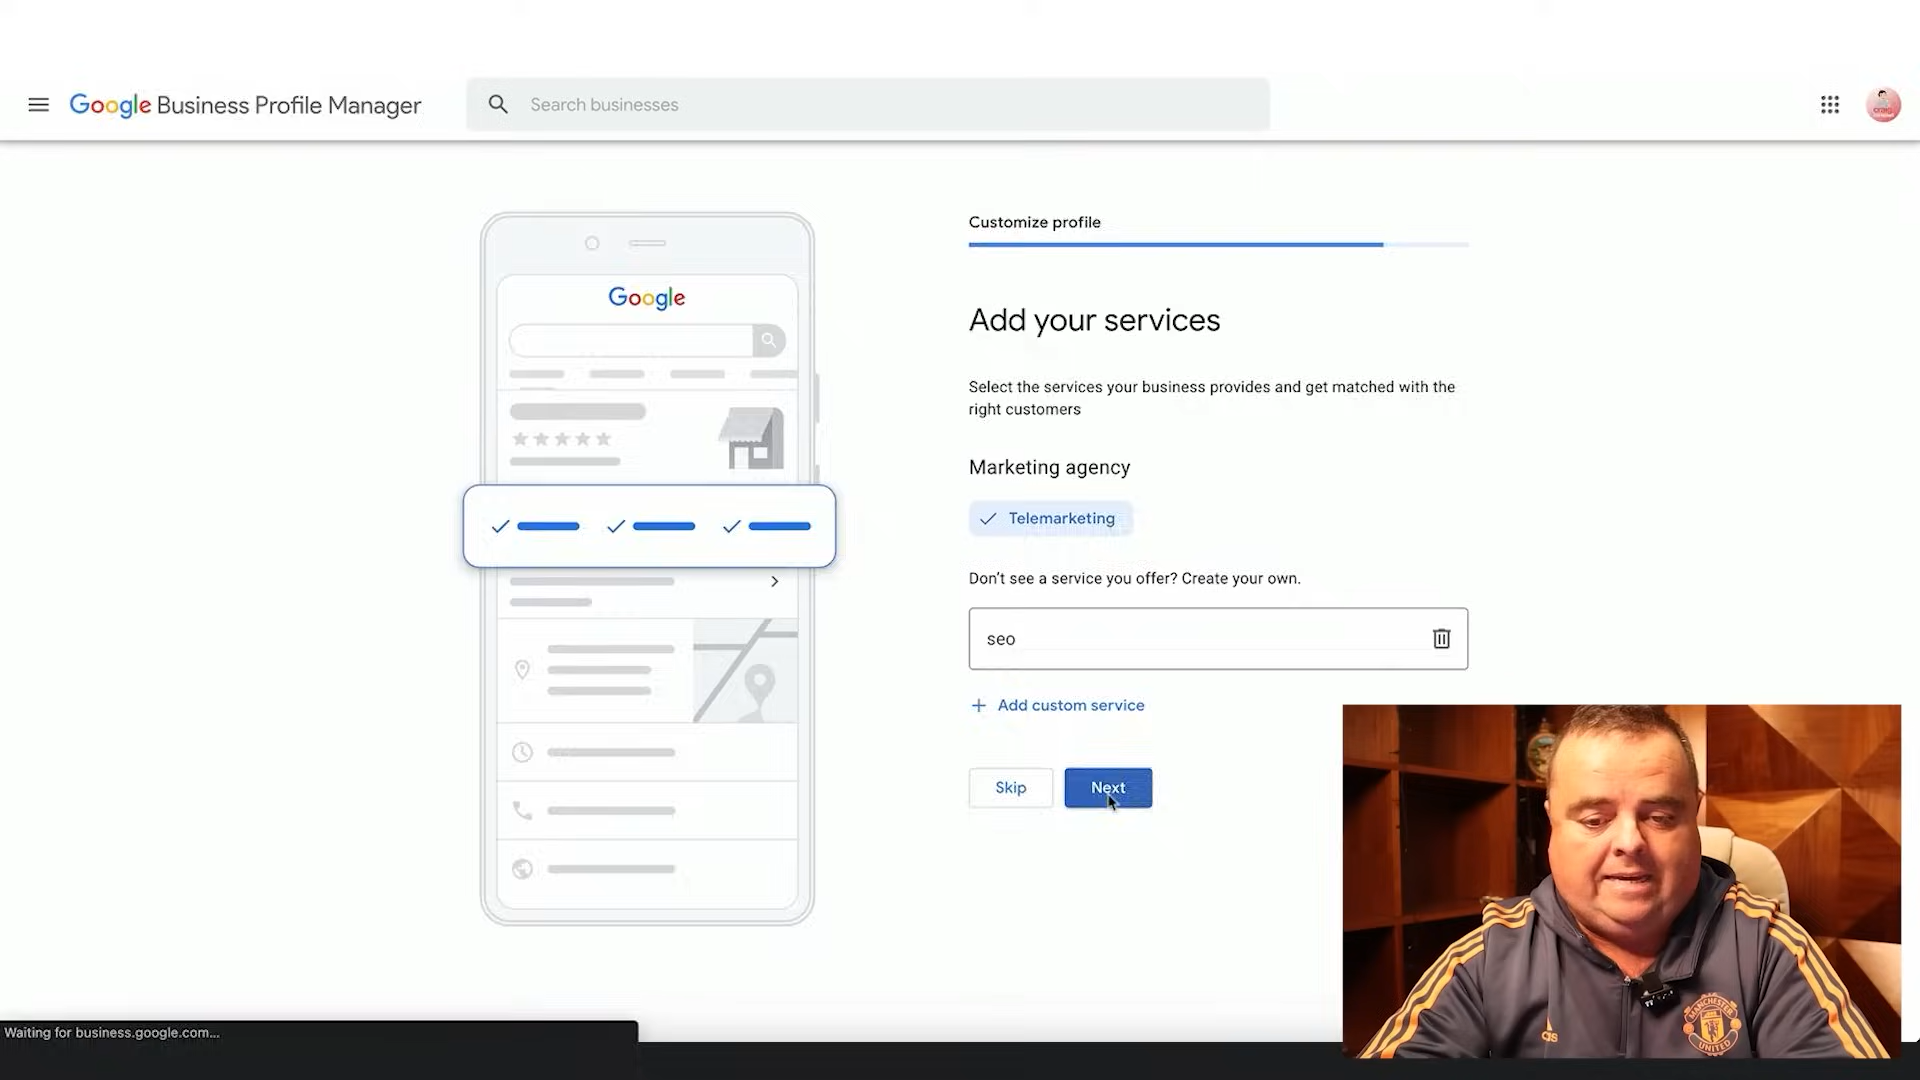 Google Business Profile Manager
Search businesses
Customize profile
Google
Add your services
Select the services your business provides and get matched with the
right customers
Marketing agency
Telemarketing
Don't see a service you offer? Create your own.
seo
Add custom service
Skip
Next
Waiting for business.google.com...
MANCHESTER
UNITED